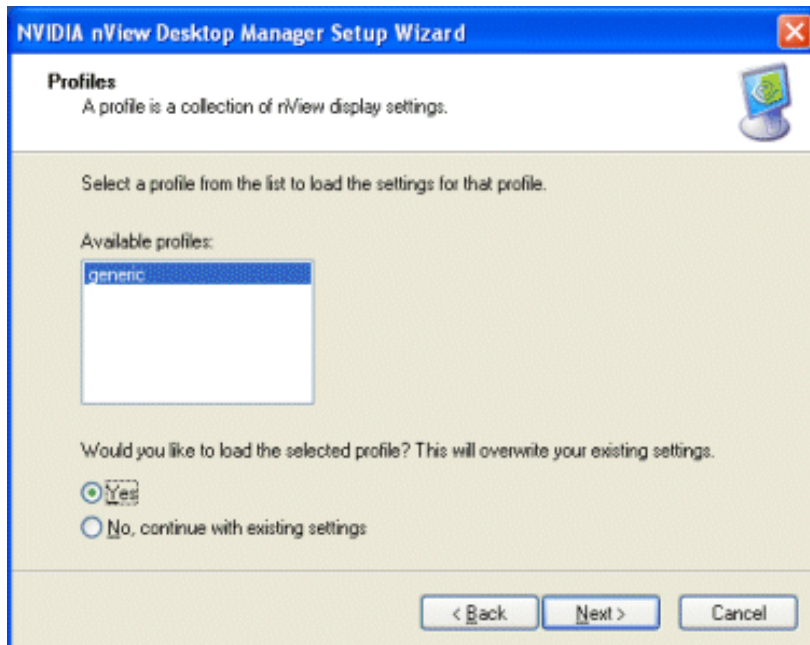 NVIDIA nView Desktop Manager Setup Wizard
Profiles
A profile is a collection of nView display settings.
Select a profile from the list to load the settings for that profile.
Available profiles:
generic
Would you like to load the selected profile? This will overwrite your existing settings.
Yes
No, continue with existing settings
< Back
Next >
Cancel